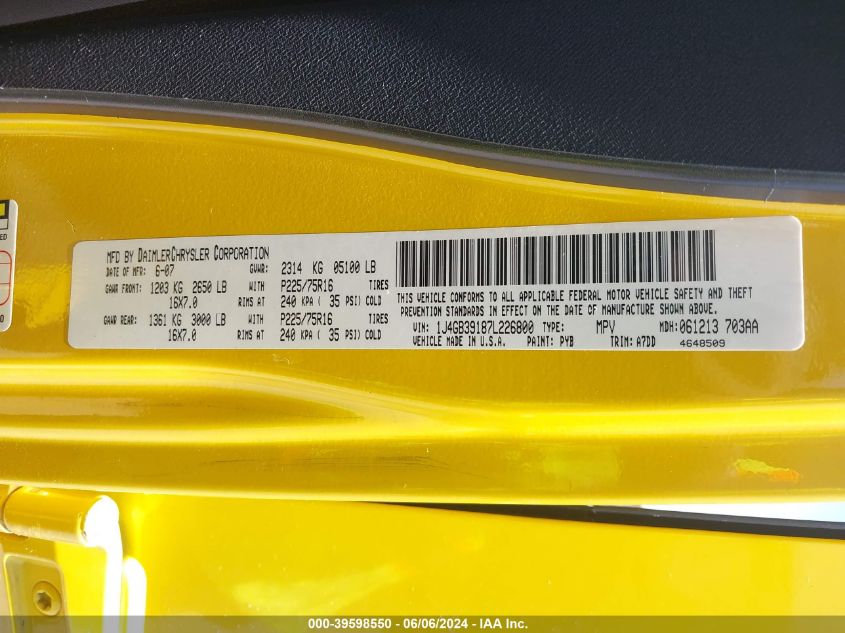 ED
0
MFD BY DAIMLERCHRYSLER CORPORATION
DATE OF MFR: 6-07 GVWR: 2314 KG 05100 LB
GAWR FRONT: 1203 KG 2650 LB WITH P225/75R16 TIRES
16X7.0 RIMS AT 240 KPA ( 35 PSI) COLD
GAWR REAR: 1361 KG 3000 LB WITH P225/75R16 TIRES
16X7.0 RIMS AT 240 KPA ( 35 PSI) COLD
THIS VEHICLE CONFORMS TO ALL APPLICABLE FEDERAL MOTOR VEHICLE SAFETY AND THEFT
PREVENTION STANDARDS IN EFFECT ON THE DATE OF MANUFACTURE SHOWN ABOVE.
VIN: 1J4GB39187L226800 TYPE: MPV MDH: 061213 703AA
VEHICLE MADE IN U.S.A. PAINT: PYB TRIM: A7DD 4648509
000-39598550 - 06/06/2024 - IAA Inc.